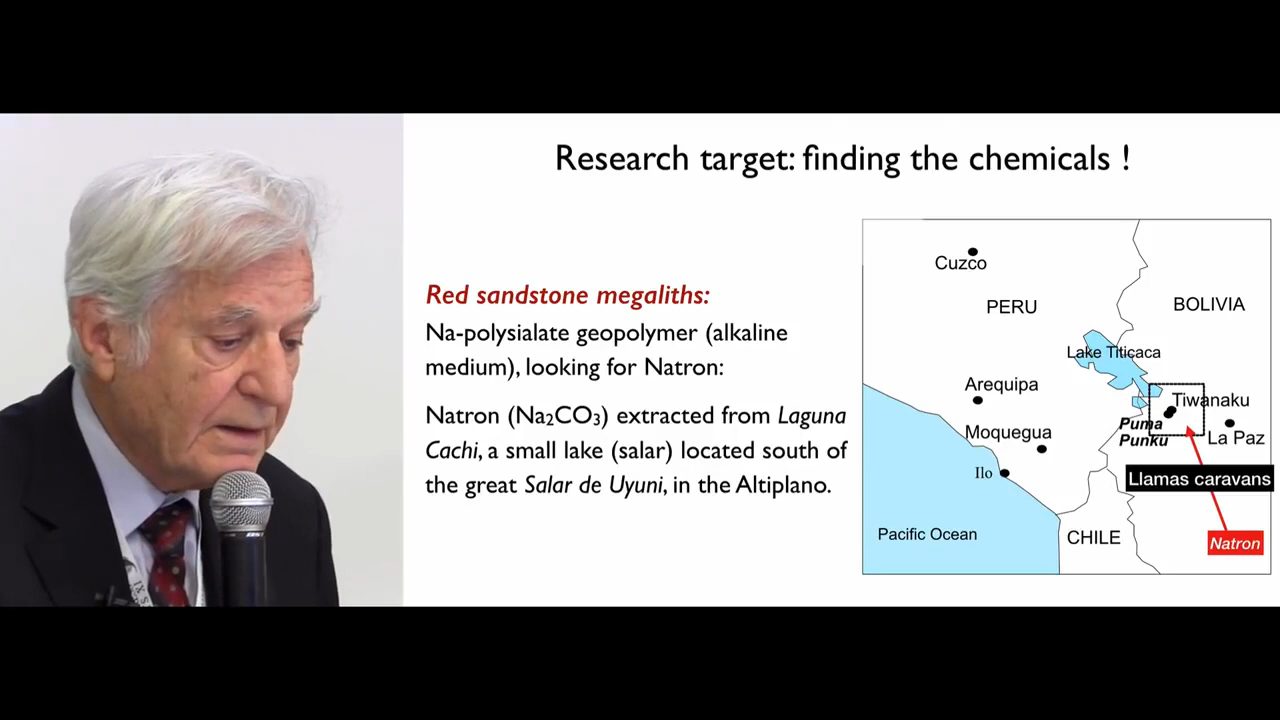 Research target: finding the chemicals !
Red sandstone megaliths:
Na-polysialate geopolymer (alkaline
medium), looking for Natron:
Natron (Na₂CO₃) extracted from Laguna
Cachi, a small lake (salar) located south of
the great Salar de Uyuni, in the Altiplano.
Cuzco
PERU
BOLIVIA
Lake Titicaca
Arequipa
Tiwanaku
Puma
Punku
Moquegua
La Paz
Ilo
Llamas caravans
Pacific Ocean
CHILE
Natron